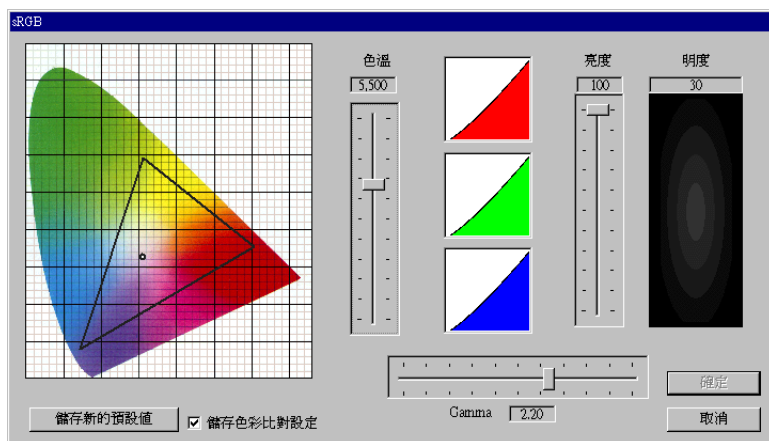 sRGB
色溫
5,500
亮度
100
明度
30
Gamma
2.20
儲存新的預設值
儲存色彩比對設定
確定
取消